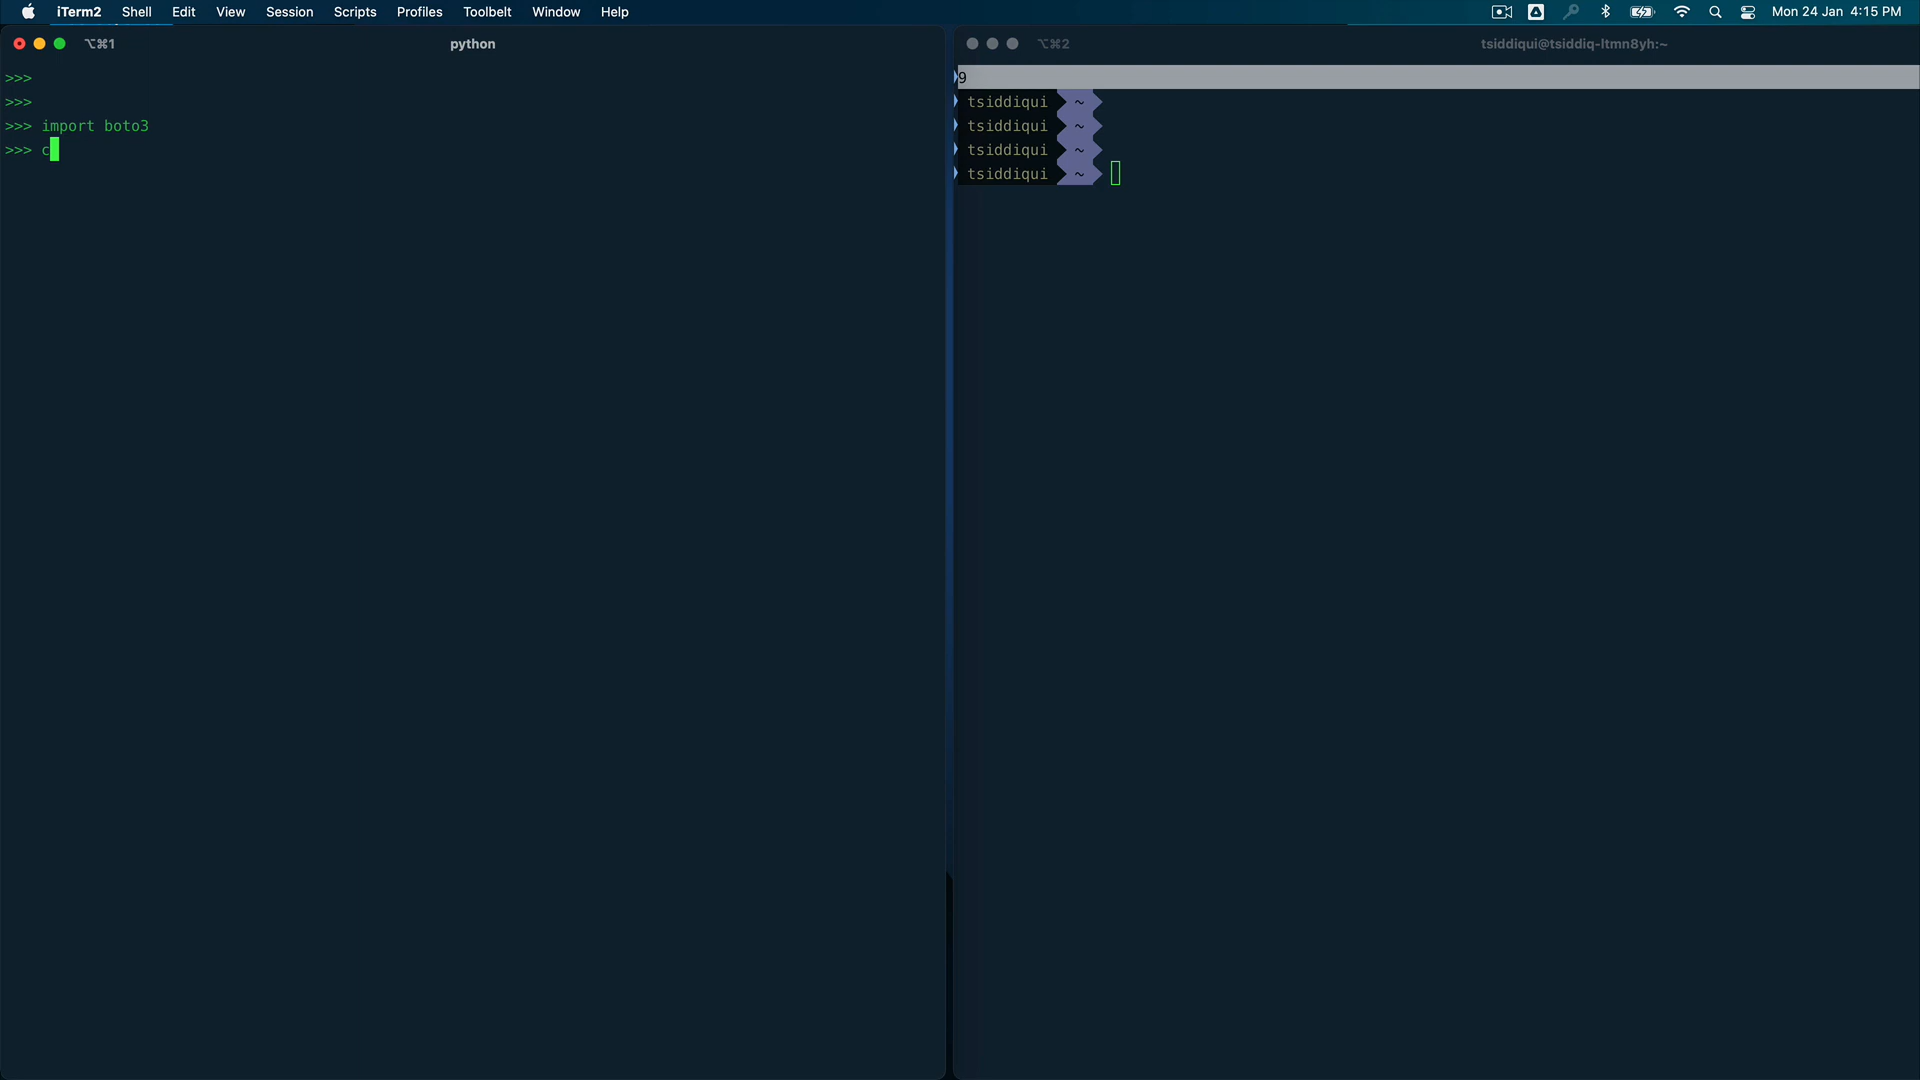 iTerm2 Shell Edit View Session Scripts Profiles Toolbelt Window Help Mon 24 Jan 4:15 PM
⌥⌘1 python
>>>
>>>
>>> import boto3
>>> c
⌥⌘2 tsiddiqui@tsiddiq-ltmn8yh:~
9
tsiddiqui ~
tsiddiqui ~
tsiddiqui ~
tsiddiqui ~